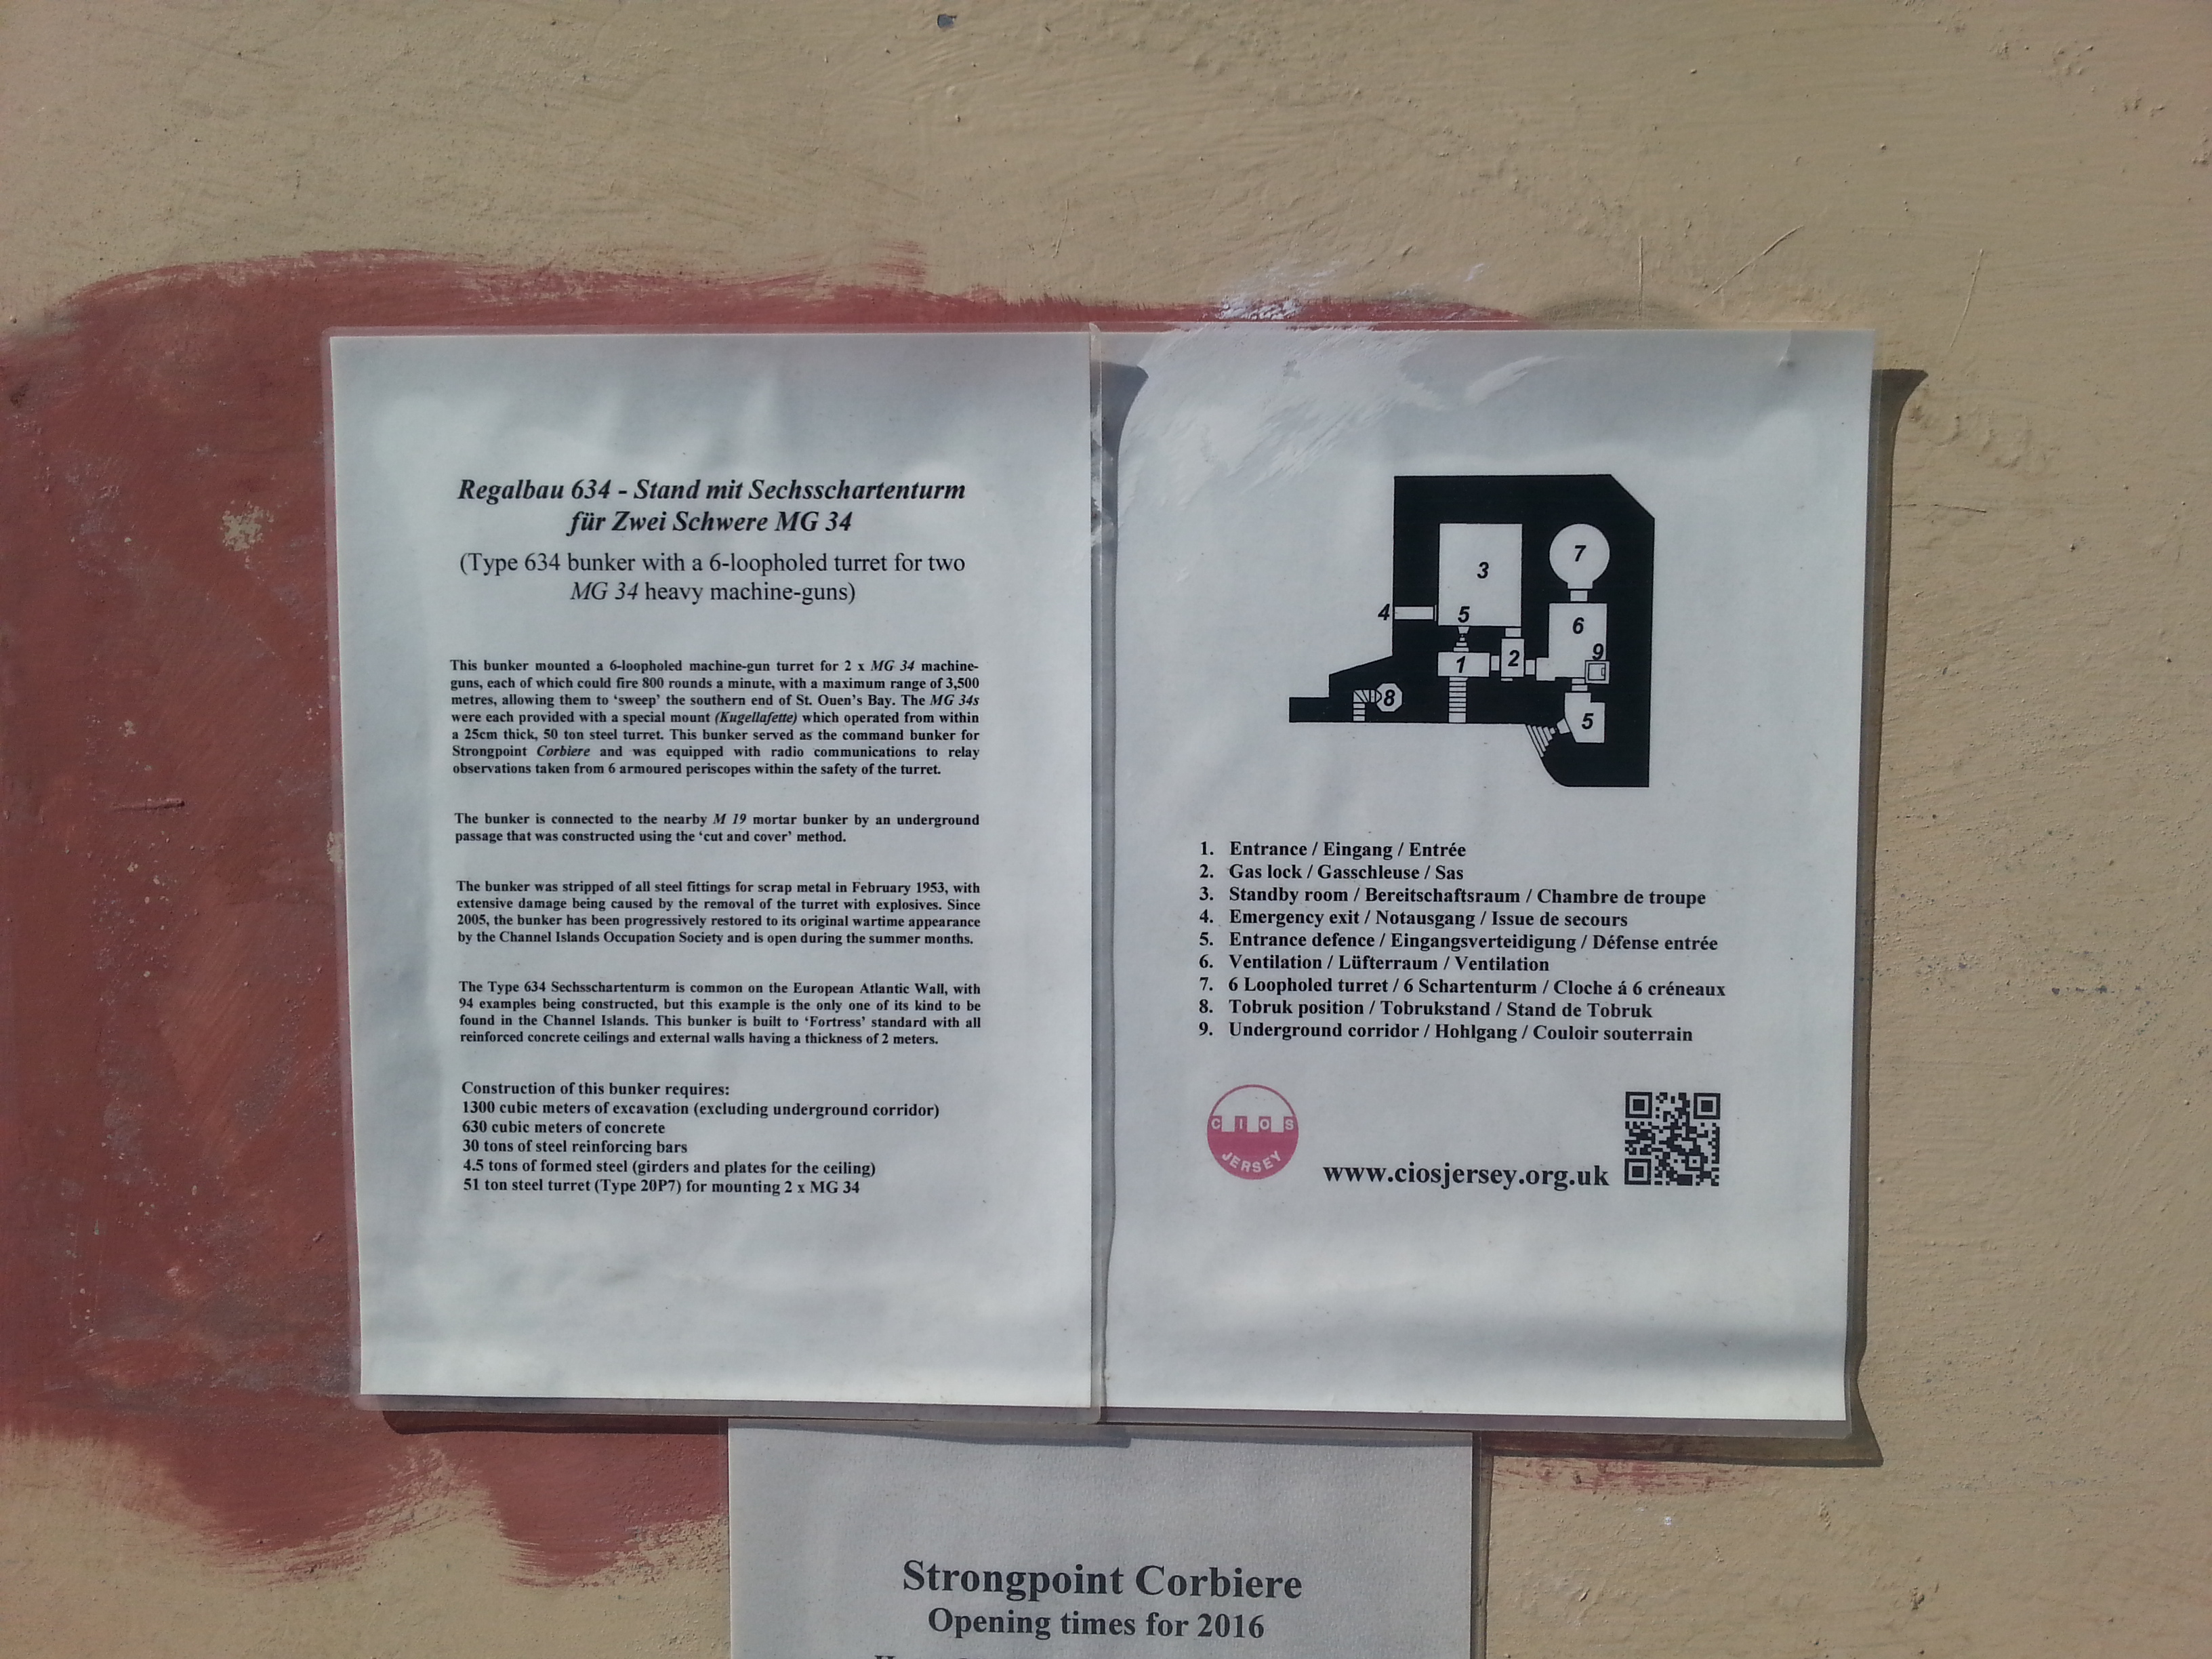 Regalbau 634 - Stand mit Sechsschartenturm
für Zwei Schwere MG 34
(Type 634 bunker with a 6-loopholed turret for two
MG 34 heavy machine-guns)
This bunker mounted a 6-loopholed machine-gun turret for 2 x MG 34 machine-
guns, each of which could fire 800 rounds a minute, with a maximum range of 3,500
metres, allowing them to ‘sweep’ the southern end of St. Ouen’s Bay. The MG 34s
were each provided with a special mount (Kugellafette) which operated from within
a 25cm thick, 50 ton steel turret. This bunker served as the command bunker for
Strongpoint Corbiere and was equipped with radio communications to relay
observations taken from 6 armoured periscopes within the safety of the turret.
The bunker is connected to the nearby M 19 mortar bunker by an underground
passage that was constructed using the ‘cut and cover’ method.
The bunker was stripped of all steel fittings for scrap metal in February 1953, with
extensive damage being caused by the removal of the turret with explosives. Since
2005, the bunker has been progressively restored to its original wartime appearance
by the Channel Islands Occupation Society and is open during the summer months.
The Type 634 Sechsschartenturm is common on the European Atlantic Wall, with
94 examples being constructed, but this example is the only one of its kind to be
found in the Channel Islands. This bunker is built to ‘Fortress’ standard with all
reinforced concrete ceilings and external walls having a thickness of 2 meters.
Construction of this bunker requires:
1300 cubic meters of excavation (excluding underground corridor)
630 cubic meters of concrete
30 tons of steel reinforcing bars
4.5 tons of formed steel (girders and plates for the ceiling)
51 ton steel turret (Type 20P7) for mounting 2 x MG 34
7
3
4
5
6
9
1
2
8
5
1. Entrance / Eingang / Entrée
2. Gas lock / Gasschleuse / Sas
3. Standby room / Bereitschaftsraum / Chambre de troupe
4. Emergency exit / Notausgang / Issue de secours
5. Entrance defence / Eingangsverteidigung / Défense entrée
6. Ventilation / Lüfterraum / Ventilation
7. 6 Loopholed turret / 6 Schartenturm / Cloche á 6 créneaux
8. Tobruk position / Tobrukstand / Stand de Tobruk
9. Underground corridor / Hohlgang / Couloir souterrain
CIOS
JERSEY
www.ciosjersey.org.uk
Strongpoint Corbiere
Opening times for 2016